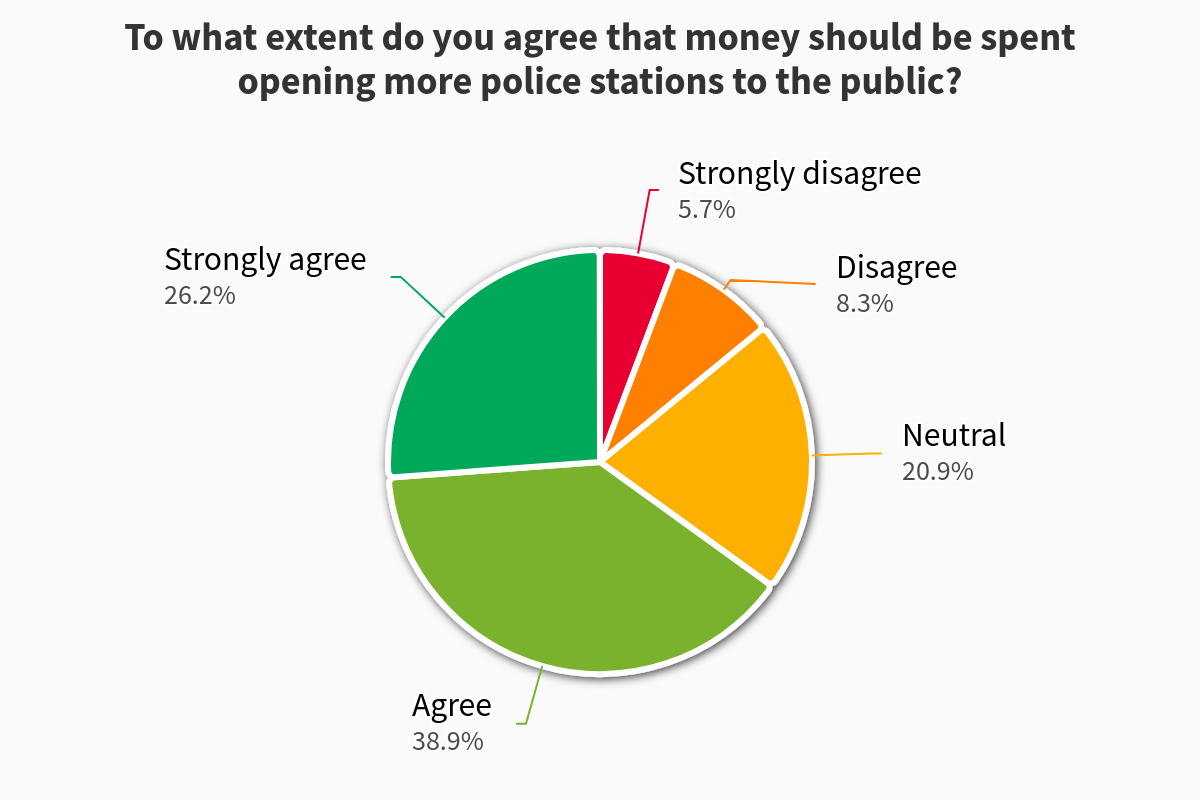 To what extent do you agree that money should be spent
opening more police stations to the public?
Strongly disagree
5.7%
Strongly agree
26.2%
Disagree
8.3%
Neutral
20.9%
Agree
38.9%